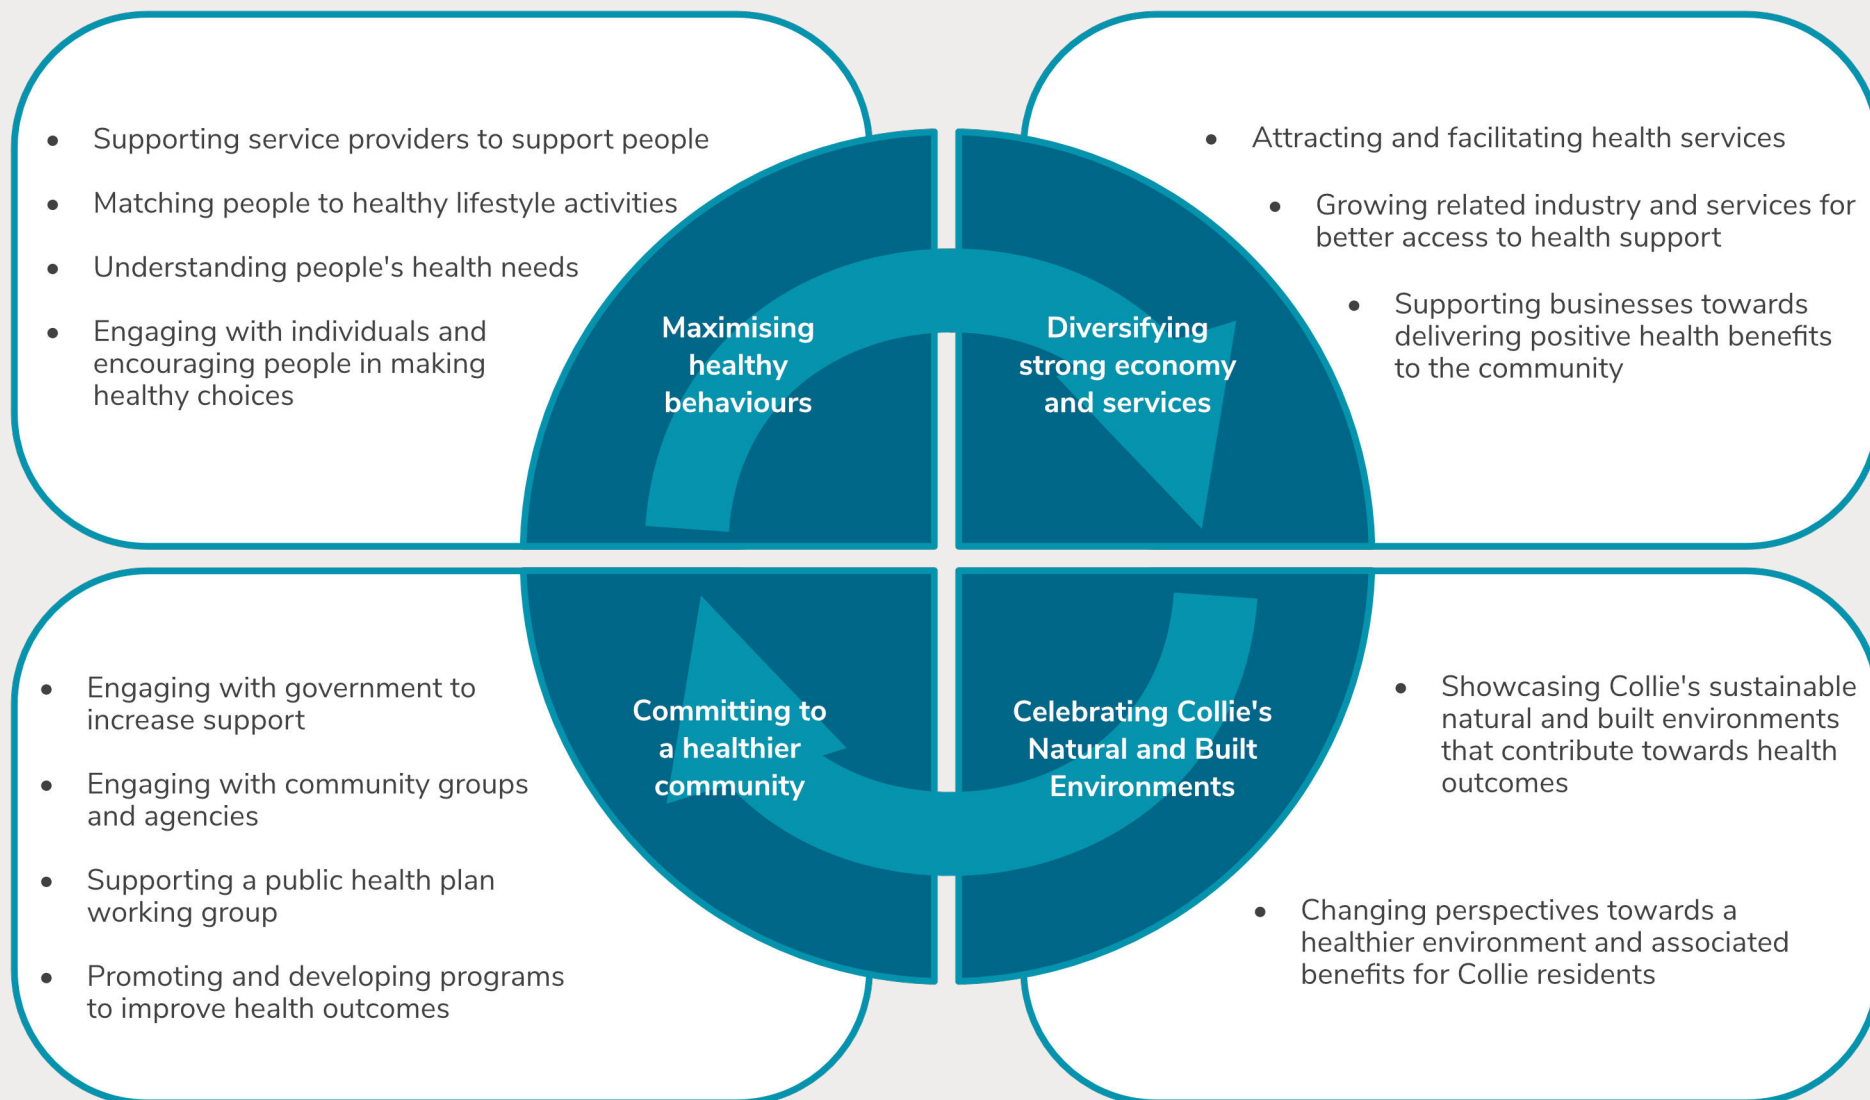 • Supporting service providers to support people
• Matching people to healthy lifestyle activities
• Understanding people's health needs
• Engaging with individuals and
encouraging people in making
healthy choices
Maximising
healthy
behaviours
Diversifying
strong economy
and services
• Attracting and facilitating health services
• Growing related industry and services for
better access to health support
• Supporting businesses towards
delivering positive health benefits
to the community
• Engaging with government to
increase support
• Engaging with community groups
and agencies
• Supporting a public health plan
working group
• Promoting and developing programs
to improve health outcomes
Committing to
a healthier
community
Celebrating Collie's
Natural and Built
Environments
• Showcasing Collie's sustainable
natural and built environments
that contribute towards health
outcomes
• Changing perspectives towards a
healthier environment and associated
benefits for Collie residents